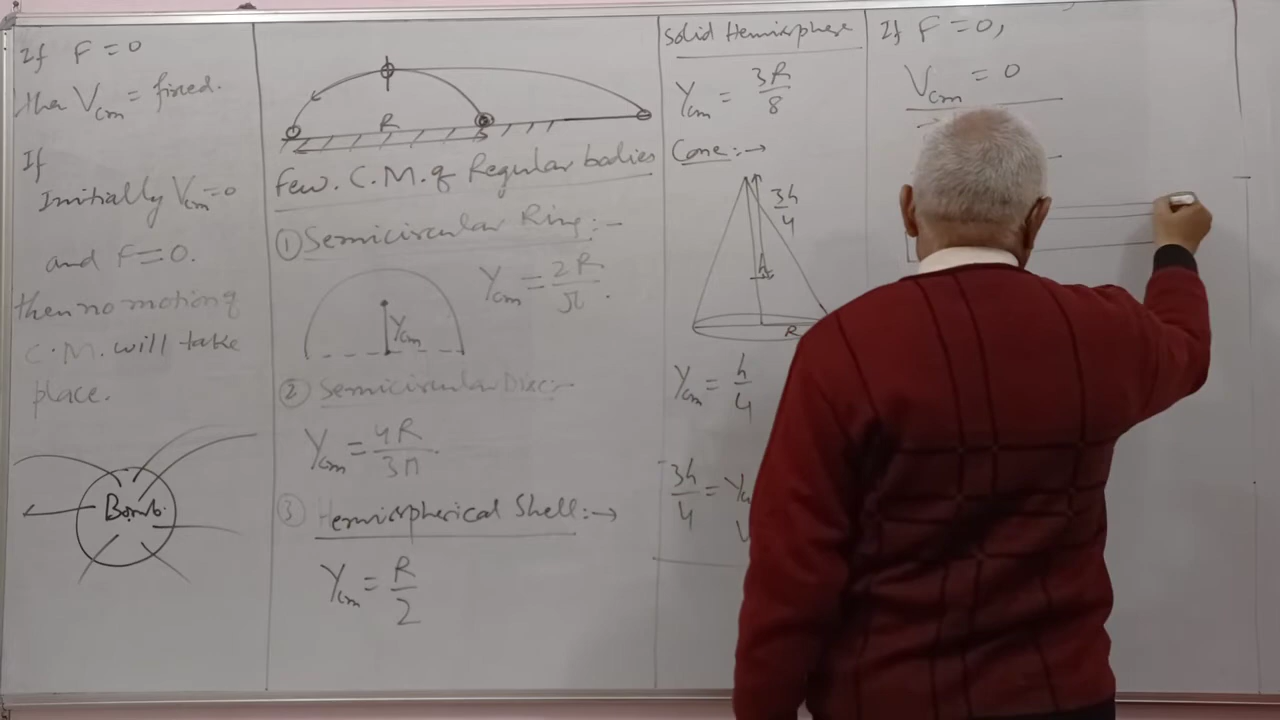 If F = 0
then Vcm = fixed.
If
Initially Vcm = 0
and F = 0.
then no motion of
C.M. will take
place.
Bomb.
R
Few. C.M. of Regular bodies
① Semicircular Ring :-
Ycm = 2R/π.
Ycm
② Semicircular Disc :-
Ycm = 4R/3π.
③ Hemispherical Shell :→
Ycm = R/2
Solid Hemisphere
Ycm = 3R/8
Cone :→
3h/4
h
R
Ycm = h/4
3h/4 =
If F = 0,
Vcm = 0